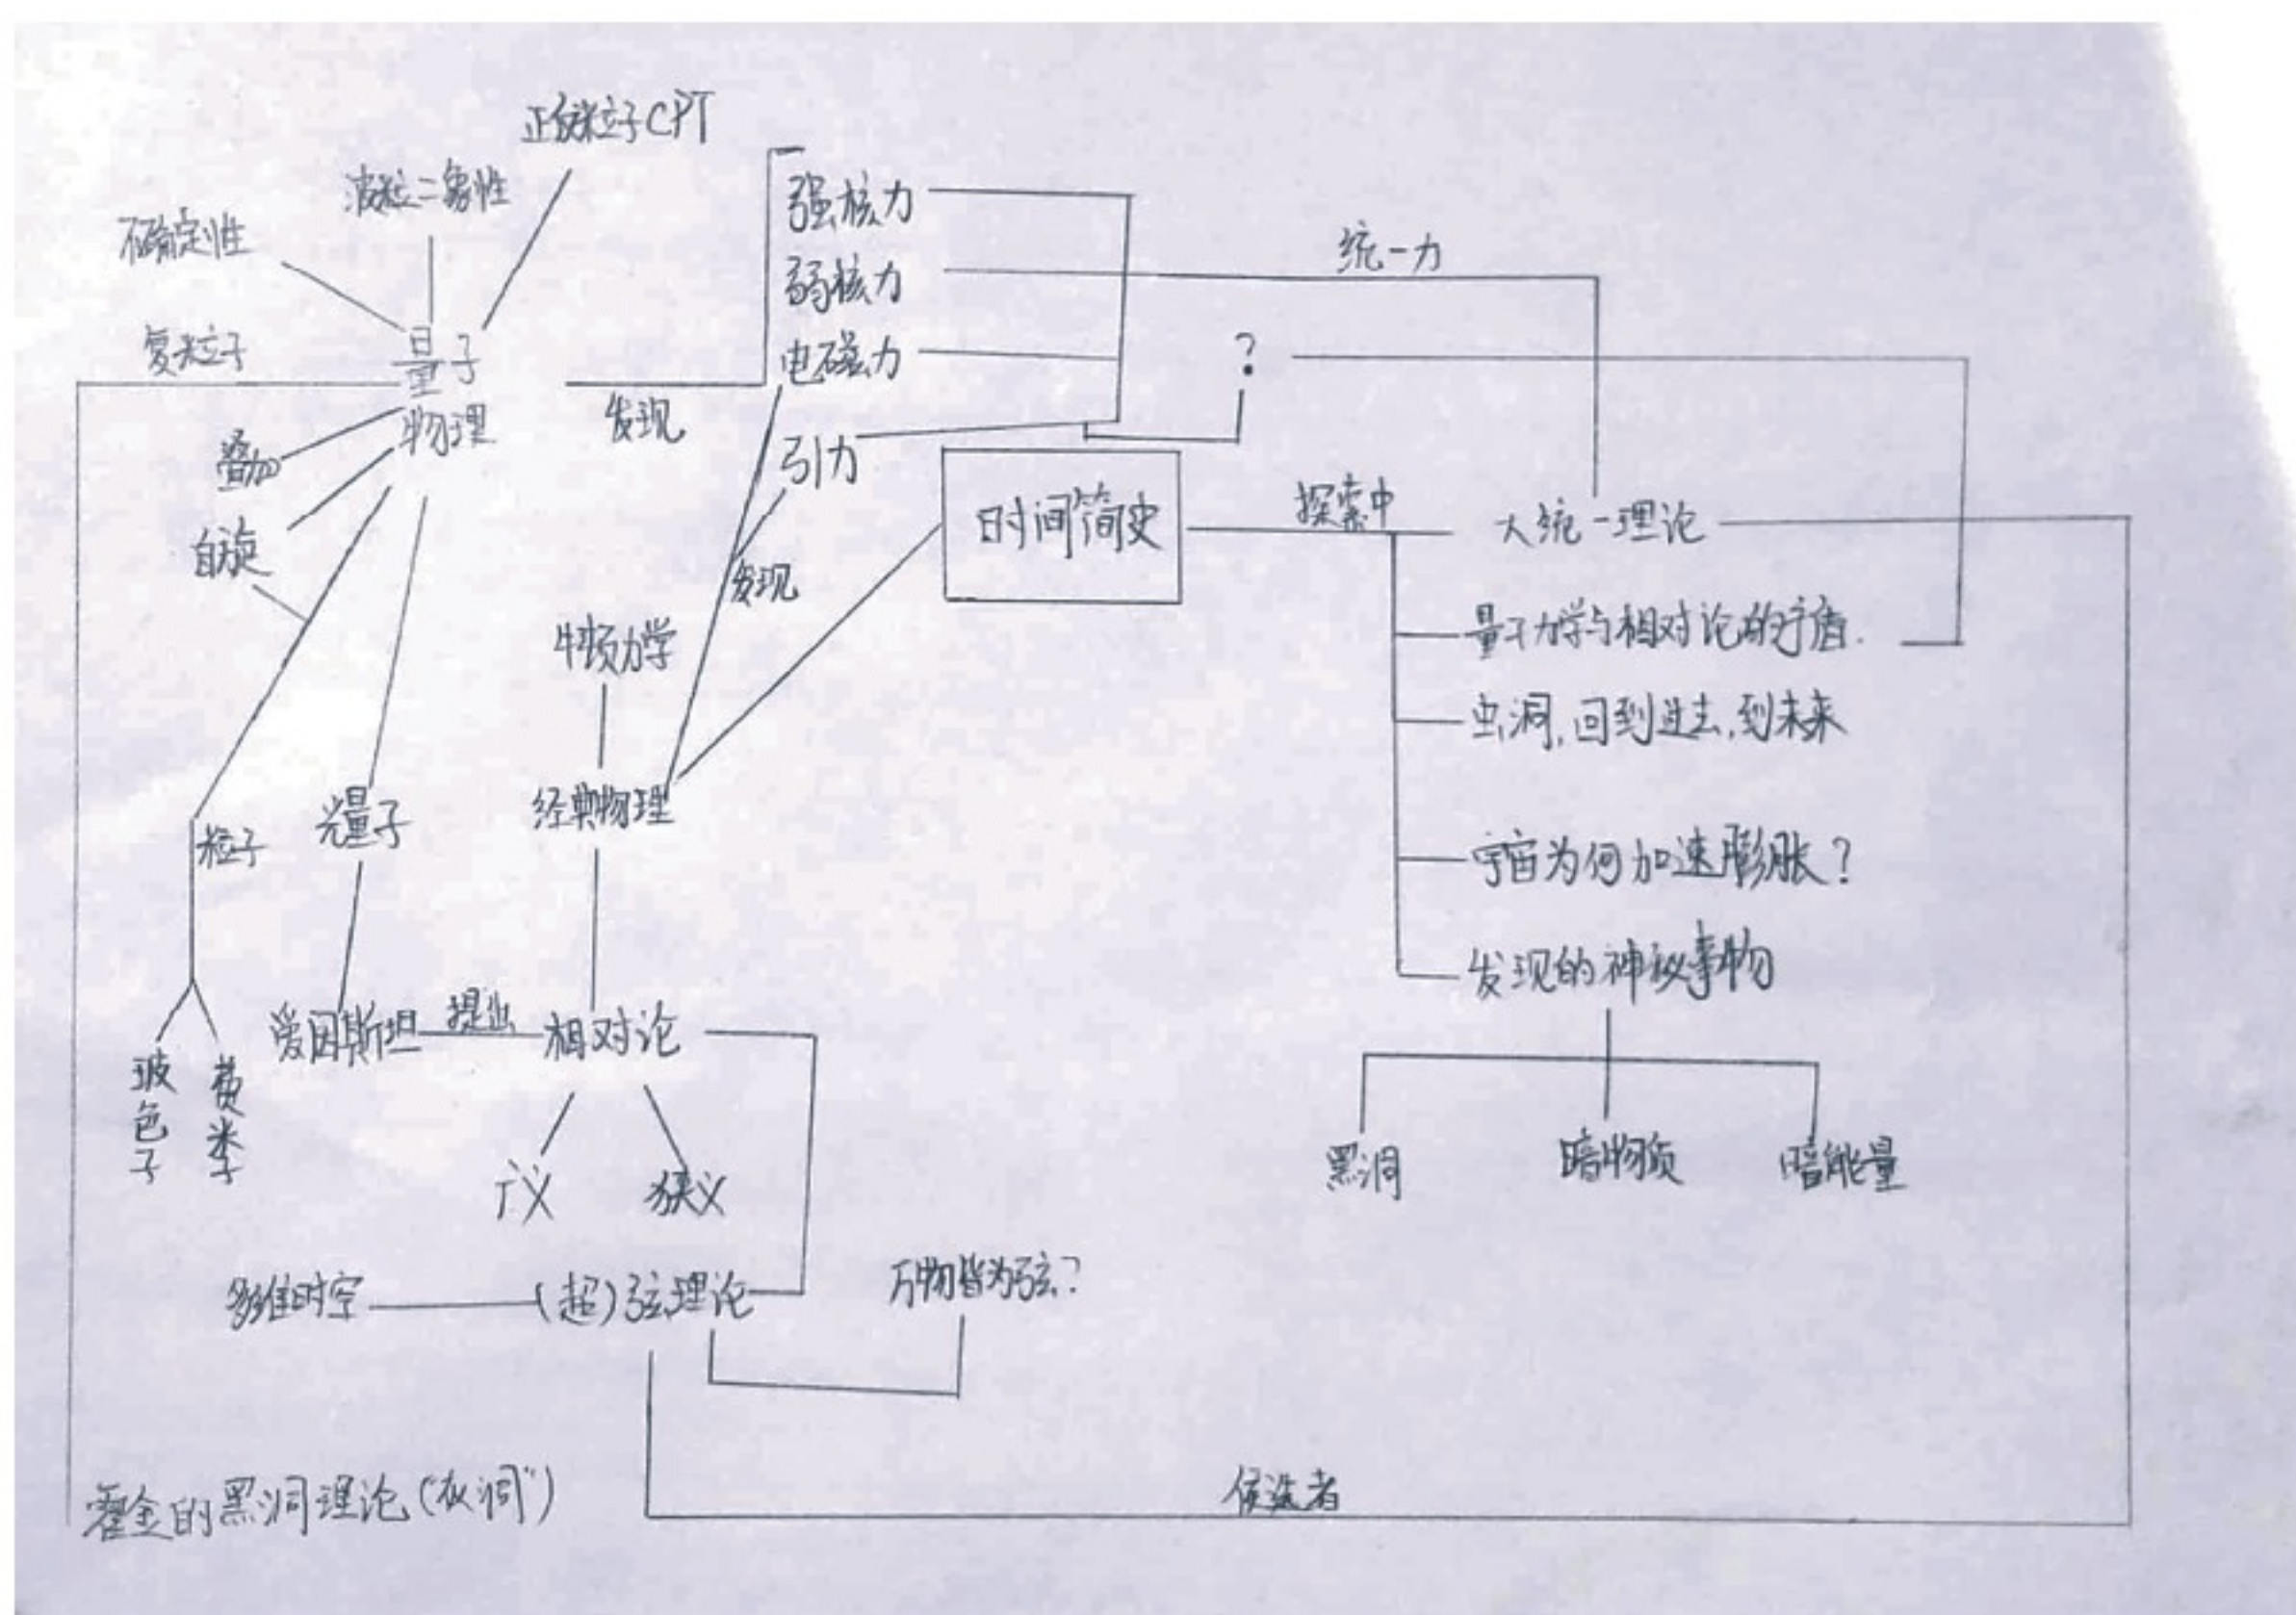 正反粒子CPT
波粒二象性
不确定性
复粒子
量子
物理
叠加
自旋
发现
强核力
弱核力
电磁力
引力
统一力
?
日时间简史
探索中
大统一理论
量子力学与相对论的矛盾.
虫洞,回到过去,到未来
宇宙为何加速膨胀?
发现的神秘事物
黑洞
暗物质
暗能量
发现
牛顿力学
经典物理
粒子
光量子
玻色子
费米子
爱因斯坦
提出
相对论
广义
狭义
多维时空
(超)弦理论
万物皆为弦?
霍金的黑洞理论("灰洞")
候选者